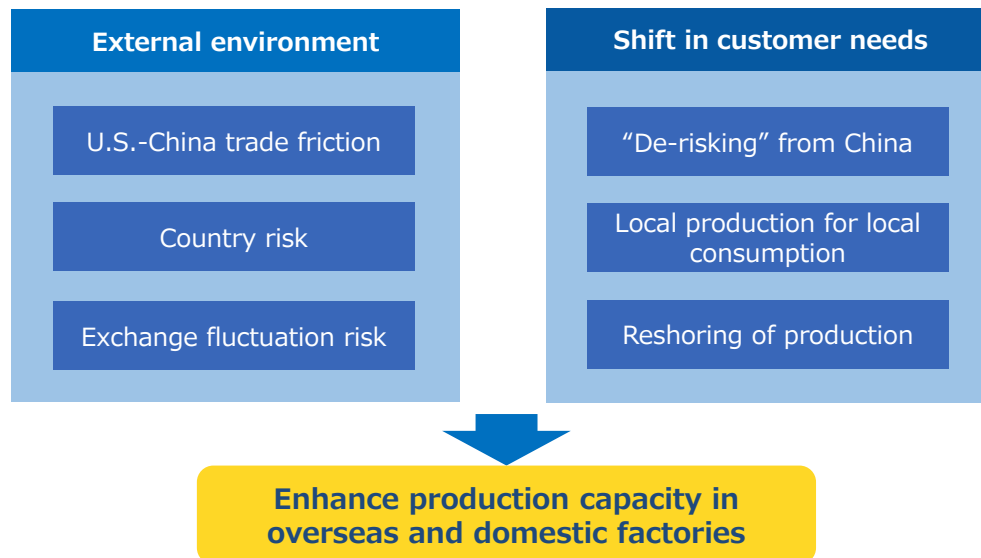 External environment
U.S.-China trade friction
Country risk
Exchange fluctuation risk
Shift in customer needs
“De-risking” from China
Local production for local
consumption
Reshoring of production
Enhance production capacity in
overseas and domestic factories